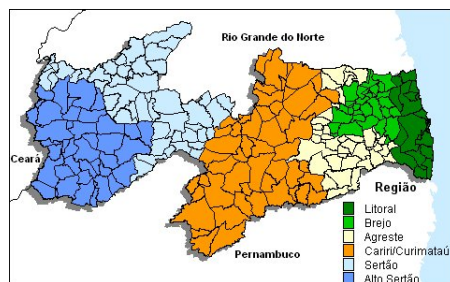 Rio Grande do Norte
Ceará
Região
Litoral
Brejo
Agreste
Cariri/Curimataú
Sertão
Alto Sertão
Pernambuco